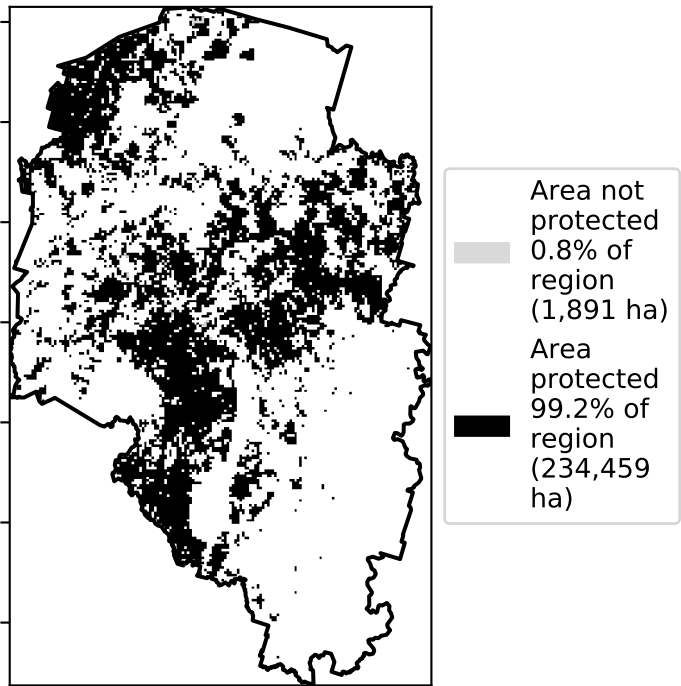 Area not
protected
0.8% of
region
(1,891 ha)
Area
protected
99.2% of
region
(234,459
ha)